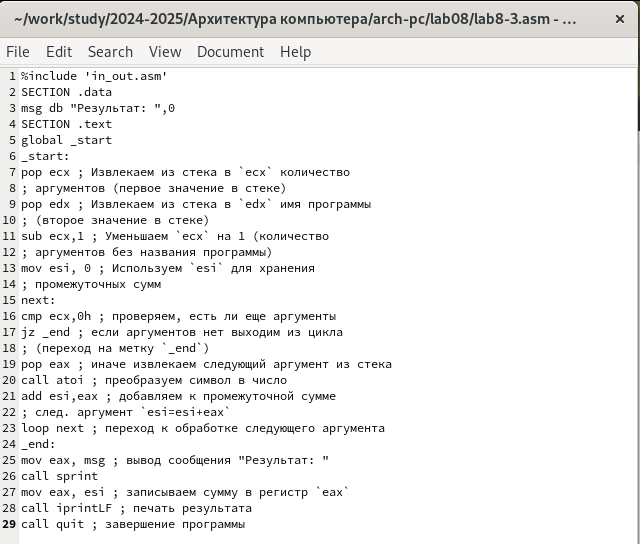 ~/work/study/2024-2025/Архитектура компьютера/arch-pc/lab08/lab8-3.asm - ...
File Edit Search View Document Help
1 %include 'in_out.asm'
2 SECTION .data
3 msg db "Результат: ",0
4 SECTION .text
5 global _start
6 _start:
7 pop ecx ; Извлекаем из стека в `ecx` количество
8 ; аргументов (первое значение в стеке)
9 pop edx ; Извлекаем из стека в `edx` имя программы
10 ; (второе значение в стеке)
11 sub ecx,1 ; Уменьшаем `ecx` на 1 (количество
12 ; аргументов без названия программы)
13 mov esi, 0 ; Используем `esi` для хранения
14 ; промежуточных сумм
15 next:
16 cmp ecx,0h ; проверяем, есть ли еще аргументы
17 jz _end ; если аргументов нет выходим из цикла
18 ; (переход на метку `_end`)
19 pop eax ; иначе извлекаем следующий аргумент из стека
20 call atoi ; преобразуем символ в число
21 add esi,eax ; добавляем к промежуточной сумме
22 ; след. аргумент `esi=esi+eax`
23 loop next ; переход к обработке следующего аргумента
24 _end:
25 mov eax, msg ; вывод сообщения "Результат: "
26 call sprint
27 mov eax, esi ; записываем сумму в регистр `eax`
28 call iprintLF ; печать результата
29 call quit ; завершение программы